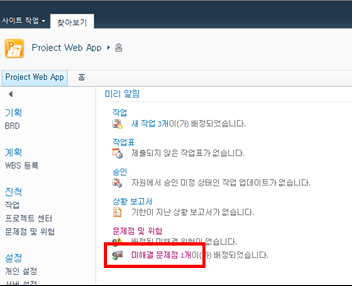 사이트 작업 찾아보기
Project Web App 홈
Project Web App 홈
미리 알림
기획
BRD
계획
WBS 등록
진척
작업
프로젝트 센터
문제점 및 위험
설정
개인 설정
작업
새 작업 3개이(가) 배정되었습니다.
작업표
제출되지 않은 작업표가 없습니다.
승인
자원에서 승인 미정 상태인 작업 업데이트가 없습니다.
상황 보고서
기한이 지난 상황 보고서가 없습니다.
문제점 및 위험
배정된 미해결 위험이 없습니다.
미해결 문제점 1개이(가) 배정되었습니다.